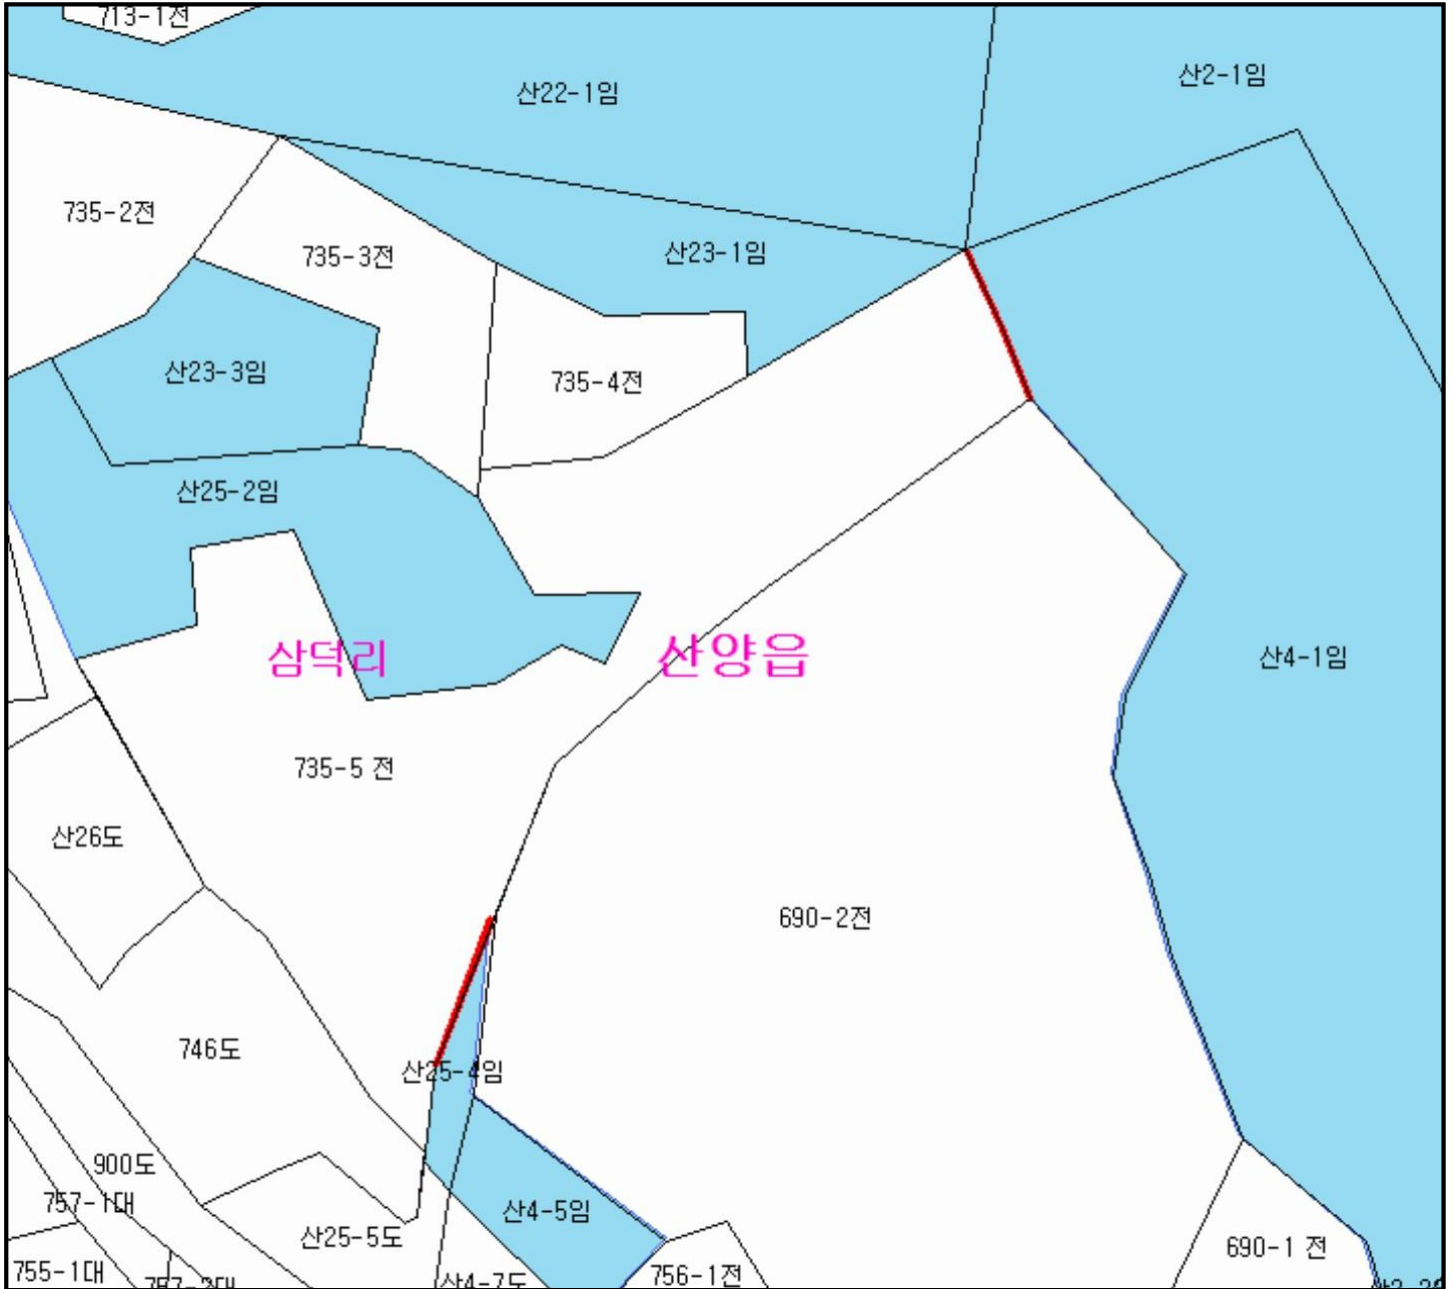 713-1전
산2-1임
산22-1임
735-2전
735-3전
산23-1임
산23-3임
735-4전
산25-2임
삼덕리
산양읍
산4-1임
735-5 전
산26도
690-2전
746도
산25-4임
900도
757-1대
산4-5임
산25-5도
690-1 전
755-1대
756-1전
산4-7도